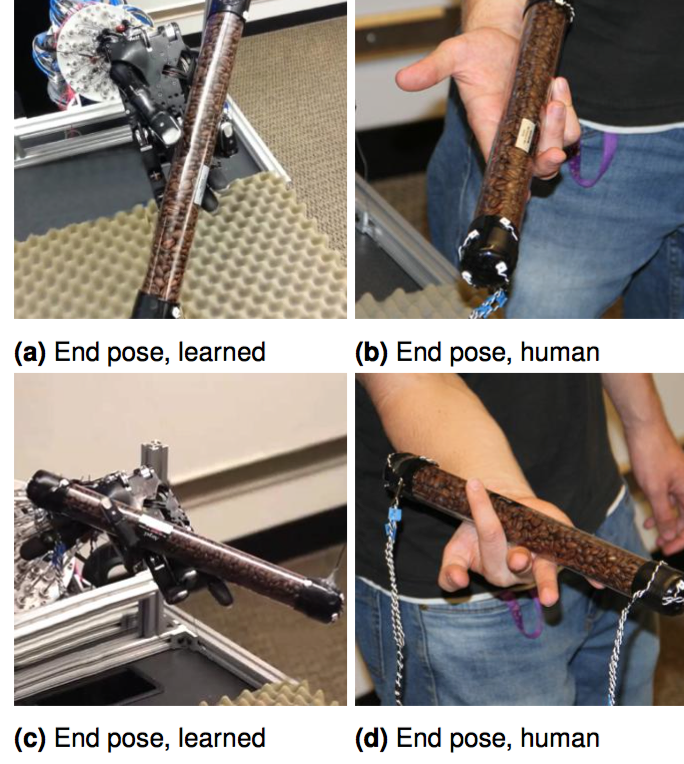 (a) End pose, learned
(b) End pose, human
(c) End pose, learned
(d) End pose, human